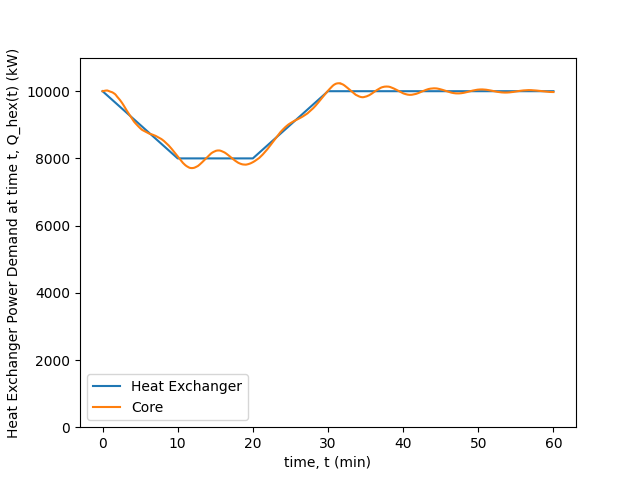 Heat Exchanger Power Demand at time t, Q_hex(t) (kW)
10000
8000
6000
4000
2000
0
Heat Exchanger
Core
0 10 20 30 40 50 60
time, t (min)